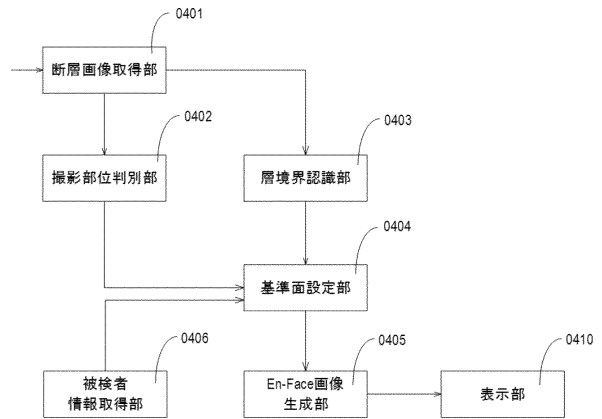 0401
断層画像取得部
0402
0403
撮影部位判別部
層境界認識部
0404
基準面設定部
0406
0405
0410
被検者
情報取得部
En-Face画像
生成部
表示部